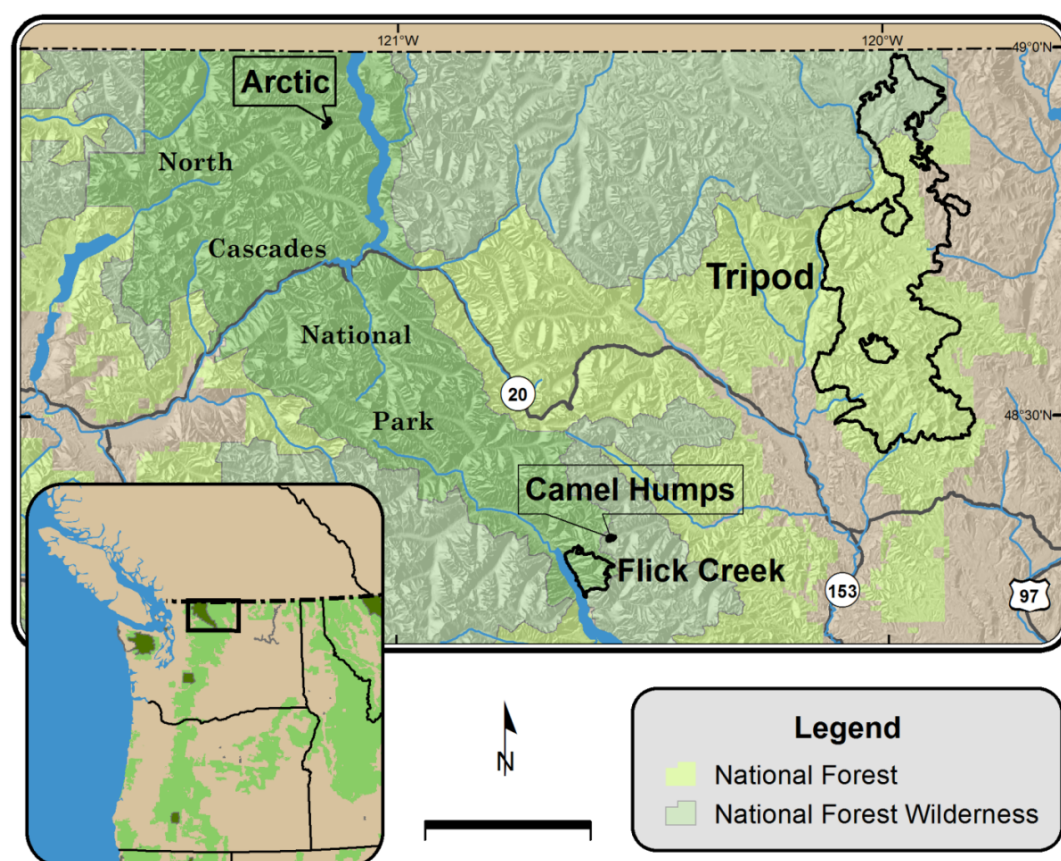 121°W
120°W
49°0'N
Arctic
North
Cascades
Tripod
National
20
Park
48°30'N
Camel Humps
Flick Creek
153
97
N
Legend
National Forest
National Forest Wilderness